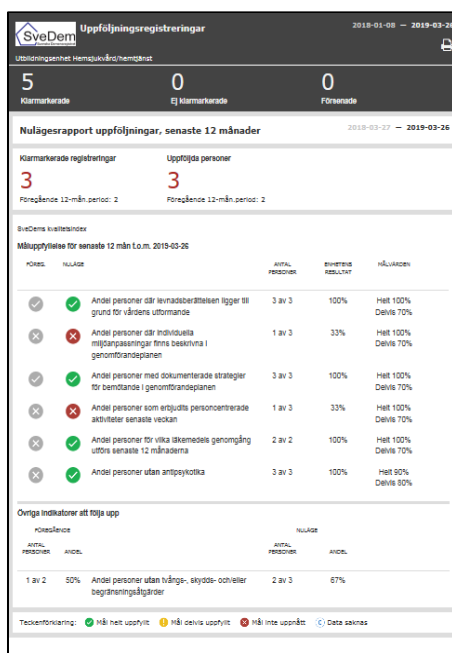 SveDem
Svenska Demensregistret
Uppföljningsregistreringar
2018-01-08 — 2019-03-26
Utbildningsenhet Hemsjukvård/hemtjänst
5 0 0
Klarmarkerade Ej klarmarkerade Försenade
Nulägesrapport uppföljningar, senaste 12 månader 2018-03-27 — 2019-03-26
Klarmarkerade registreringar Uppföljda personer
3 3
Föregående 12-mån.period: 2 Föregående 12-mån.period: 2
SveDems kvalitetsindex
Måluppfyllelse för senaste 12 mån t.o.m. 2019-03-26
FÖREG. NULÄGE ANTAL PERSONER ENHETENS RESULTAT MÅLVÄRDEN
Andel personer där levnadsberättelsen ligger till 3 av 3 100% Helt 100%
grund för vårdens utformande Delvis 70%
Andel personer där individuella 1 av 3 33% Helt 100%
miljöanpassningar finns beskrivna i Delvis 70%
genomförandeplanen
Andel personer med dokumenterade strategier 3 av 3 100% Helt 100%
för bemötande i genomförandeplanen Delvis 70%
Andel personer som erbjudits personcentrerade 1 av 3 33% Helt 100%
aktiviteter senaste veckan Delvis 70%
Andel personer för vilka läkemedels genomgång 2 av 2 100% Helt 100%
utförs senaste 12 månaderna Delvis 70%
Andel personer utan antipsykotika 3 av 3 100% Helt 90%
Delvis 80%
Övriga indikatorer att följa upp
FÖREGÅENDE NULÄGE
ANTAL PERSONER ANDEL ANTAL PERSONER ANDEL
1 av 2 50% Andel personer utan tvångs-, skydds- och/eller 2 av 3 67%
begränsningsåtgärder
Teckenförklaring: Mål helt uppfyllt Mål delvis uppfyllt Mål inte uppnått C Data saknas